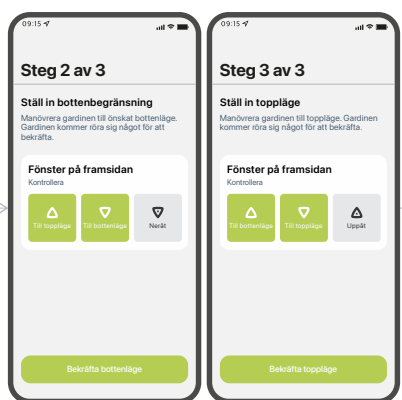 09:15
Steg 2 av 3
Ställ in bottenbegränsning
Manövrera gardinen till önskat bottenläge.
Gardinen kommer röra sig något för att
bekräfta.
Fönster på framsidan
Kontrollera
Till toppläge Till bottenläge Neråt
Bekräfta bottenläge
09:15
Steg 3 av 3
Ställ in toppläge
Manövrera gardinen till toppläge. Gardinen
kommer röra sig något för att bekräfta.
Fönster på framsidan
Kontrollera
Till bottenläge Till toppläge Uppåt
Bekräfta toppläge